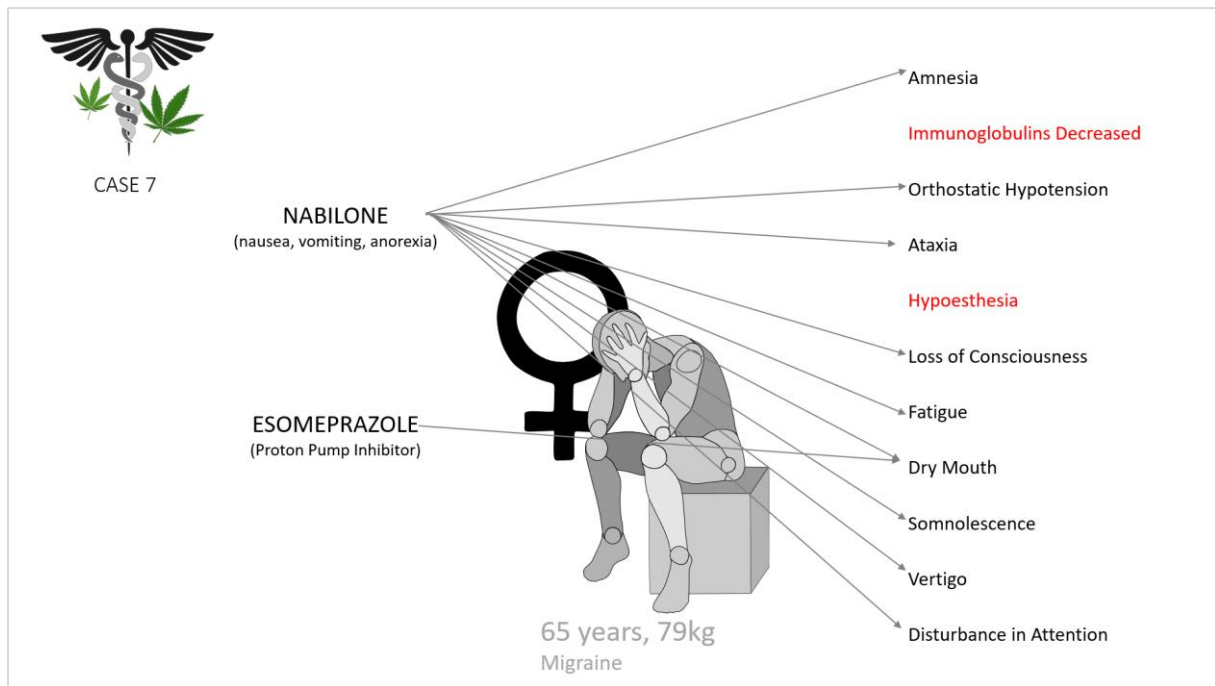 CASE 7
NABILONE
(nausea, vomiting, anorexia)
ESOMEPRAZOLE
(Proton Pump Inhibitor)
Amnesia
Immunoglobulins Decreased
Orthostatic Hypotension
Ataxia
Hypoesthesia
Loss of Consciousness
Fatigue
Dry Mouth
Somnolescence
Vertigo
Disturbance in Attention
65 years, 79kg
Migraine